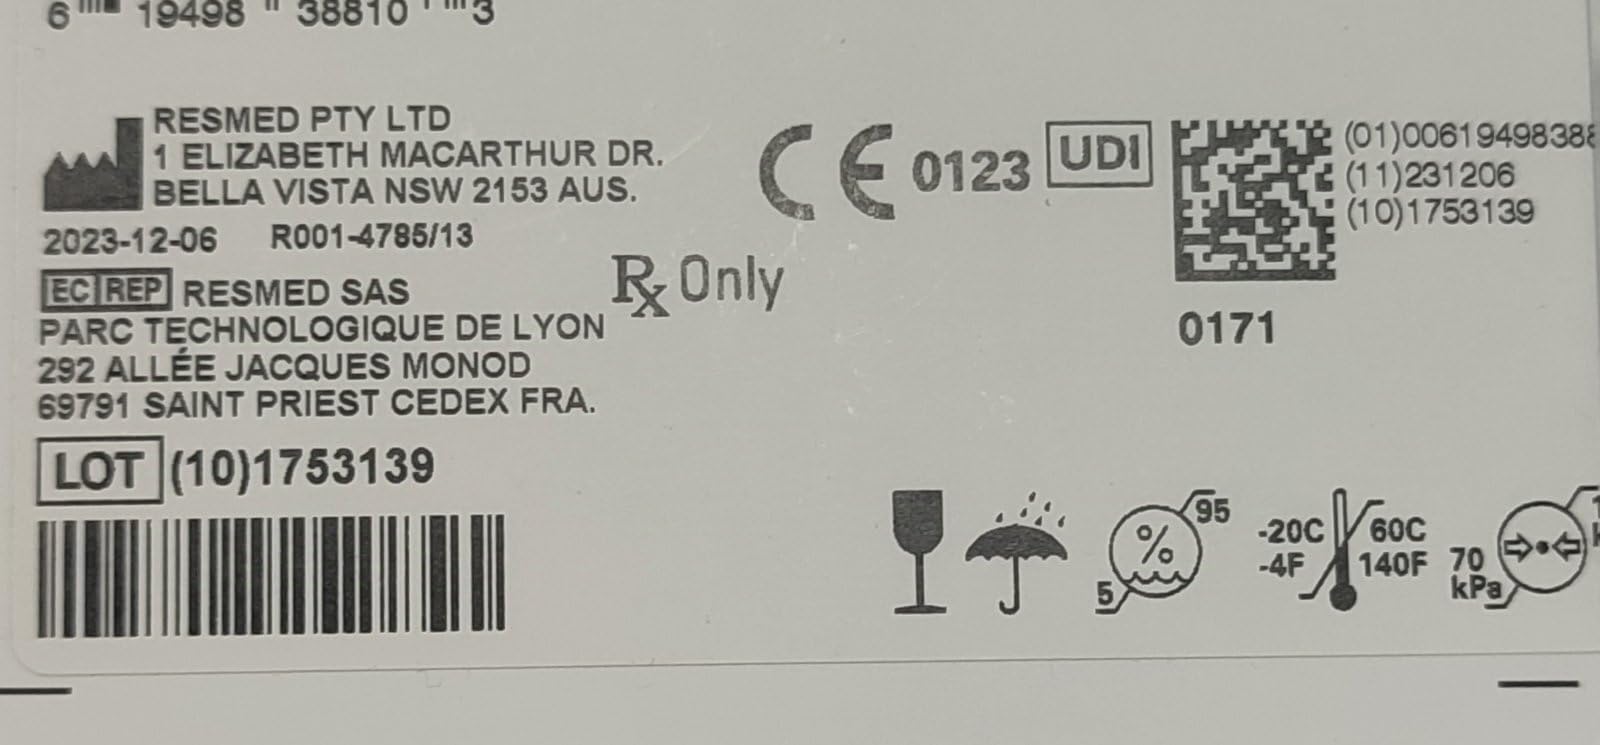 6 19498 38810 3
RESMED PTY LTD
1 ELIZABETH MACARTHUR DR.
BELLA VISTA NSW 2153 AUS.
2023-12-06 R001-4785/13
EC REP RESMED SAS
PARC TECHNOLOGIQUE DE LYON
292 ALLÉE JACQUES MONOD
69791 SAINT PRIEST CEDEX FRA.
LOT (10)1753139
CE 0123
Rx Only
UDI
(01)0061949838
(11)231206
(10)1753139
0171
95
%
5
-20C 60C
-4F 140F
70
kPa